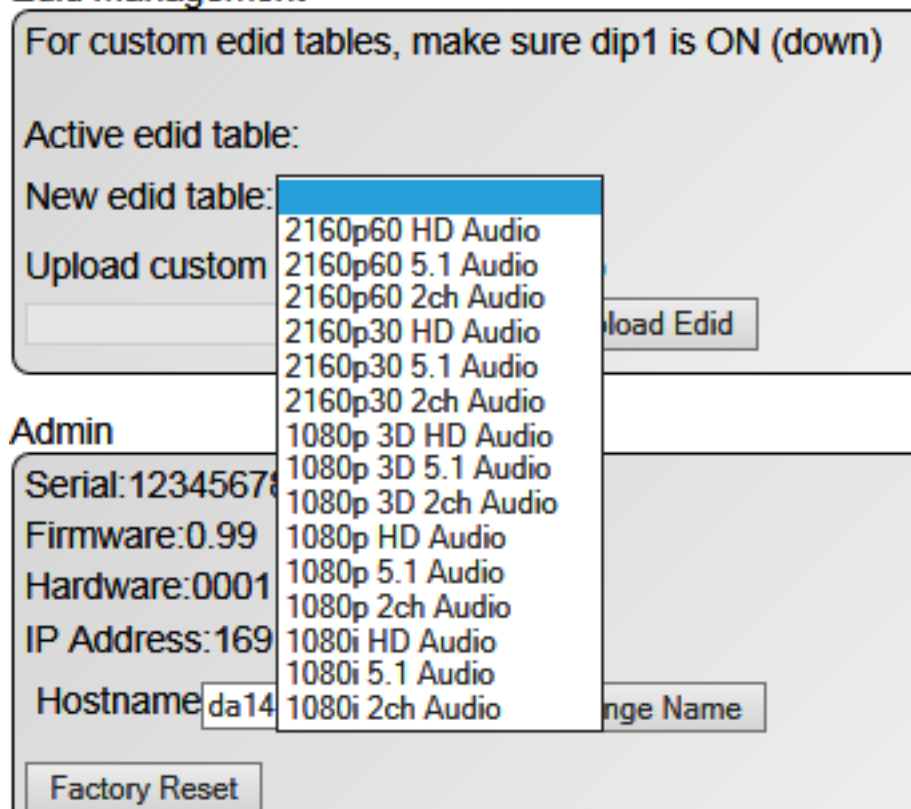 For custom edid tables, make sure dip1 is ON (down)
Active edid table:
New edid table:
2160p60 HD Audio
2160p60 5.1 Audio
2160p60 2ch Audio
2160p30 HD Audio
2160p30 5.1 Audio
2160p30 2ch Audio
1080p 3D HD Audio
1080p 3D 5.1 Audio
1080p 3D 2ch Audio
1080p HD Audio
1080p 5.1 Audio
1080p 2ch Audio
1080i HD Audio
1080i 5.1 Audio
1080i 2ch Audio
Upload custom
load Edid
Admin
Serial:12345678
Firmware:0.99
Hardware:0001
IP Address:169
Hostname da14
nge Name
Factory Reset